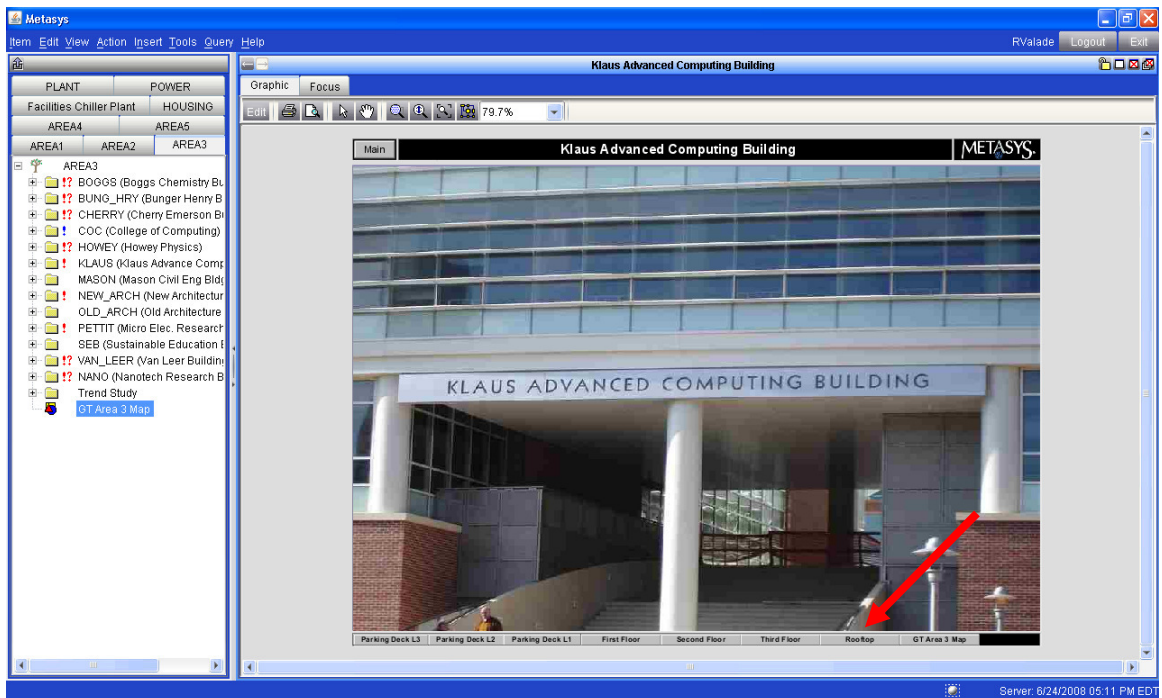 Metasys
Item Edit View Action Insert Tools Query Help
RValade Logout Exit
Klaus Advanced Computing Building
PLANT POWER
Facilities Chiller Plant HOUSING
AREA4 AREA5
AREA1 AREA2 AREA3
Graphic Focus
Edit 79.7%
AREA3
!? BOGGS (Boggs Chemistry Bu
!? BUNG_HRY (Bunger Henry B
!? CHERRY (Cherry Emerson B
! COC (College of Computing)
!? HOWEY (Howey Physics)
! KLAUS (Klaus Advance Comp
MASON (Mason Civil Eng Bldg
! NEW_ARCH (New Architectur
OLD_ARCH (Old Architecture
! PETTIT (Micro Elec. Research
SEB (Sustainable Education
!? VAN_LEER (Van Leer Building
!? NANO (Nanotech Research B
Trend Study
GT Area 3 Map
Main Klaus Advanced Computing Building METASYS.
KLAUS ADVANCED COMPUTING BUILDING
Parking Deck L3 Parking Deck L2 Parking Deck L1 First Floor Second Floor Third Floor Rooftop GT Area 3 Map
Server: 6/24/2008 05:11 PM EDT